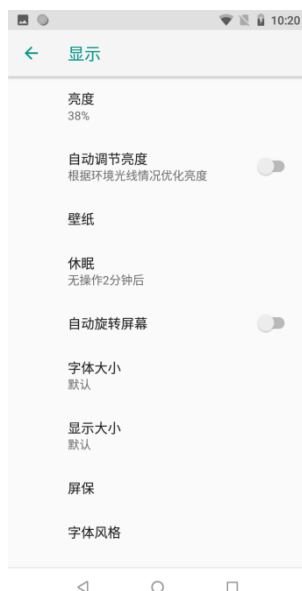 10:20
显示
亮度
38%
自动调节亮度
根据环境光线情况优化亮度
壁纸
休眠
无操作2分钟后
自动旋转屏幕
字体大小
默认
显示大小
默认
屏保
字体风格